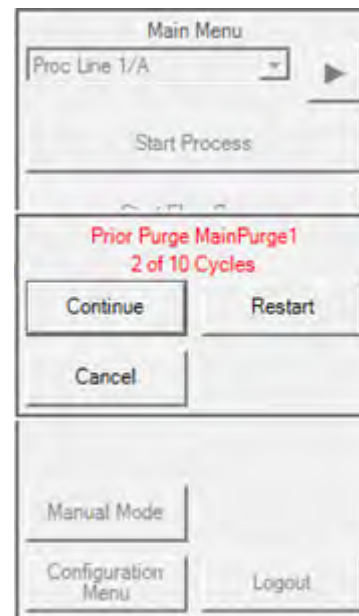 Main Menu
Proc Line 1/A
Start Process
Prior Purge MainPurge1
2 of 10 Cycles
Continue Restart
Cancel
Manual Mode
Configuration
Menu
Logout